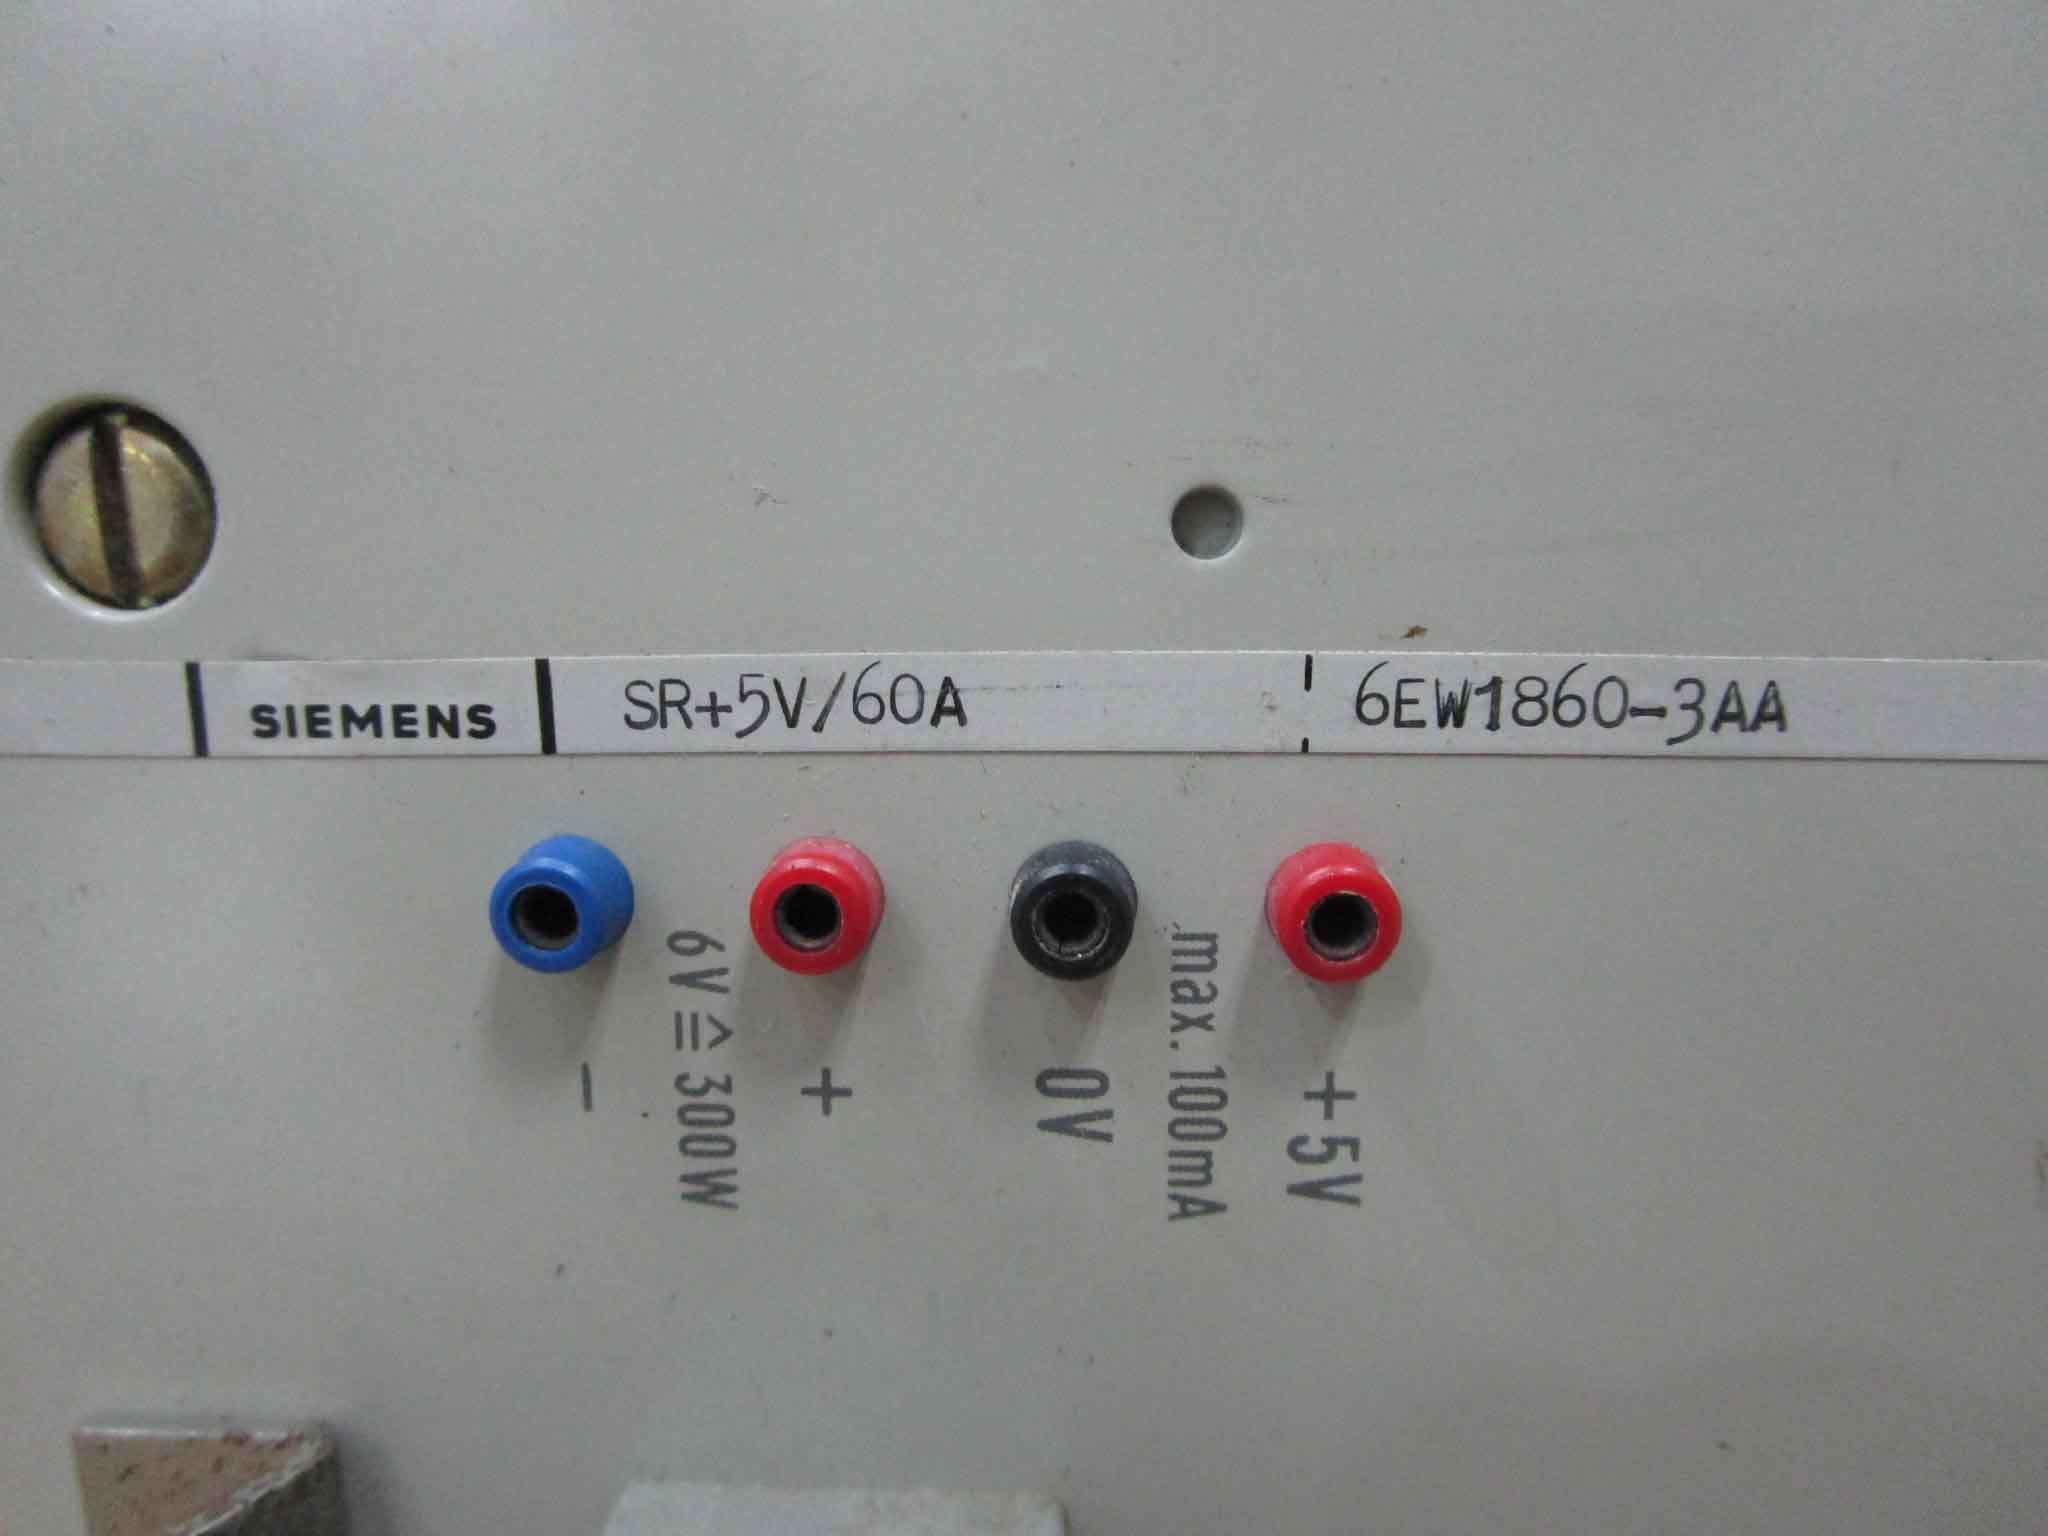 SIEMENS SR+5V/60A 6EW1860-3AA
-
6V≙300W
+
0V
max. 100mA
+5V